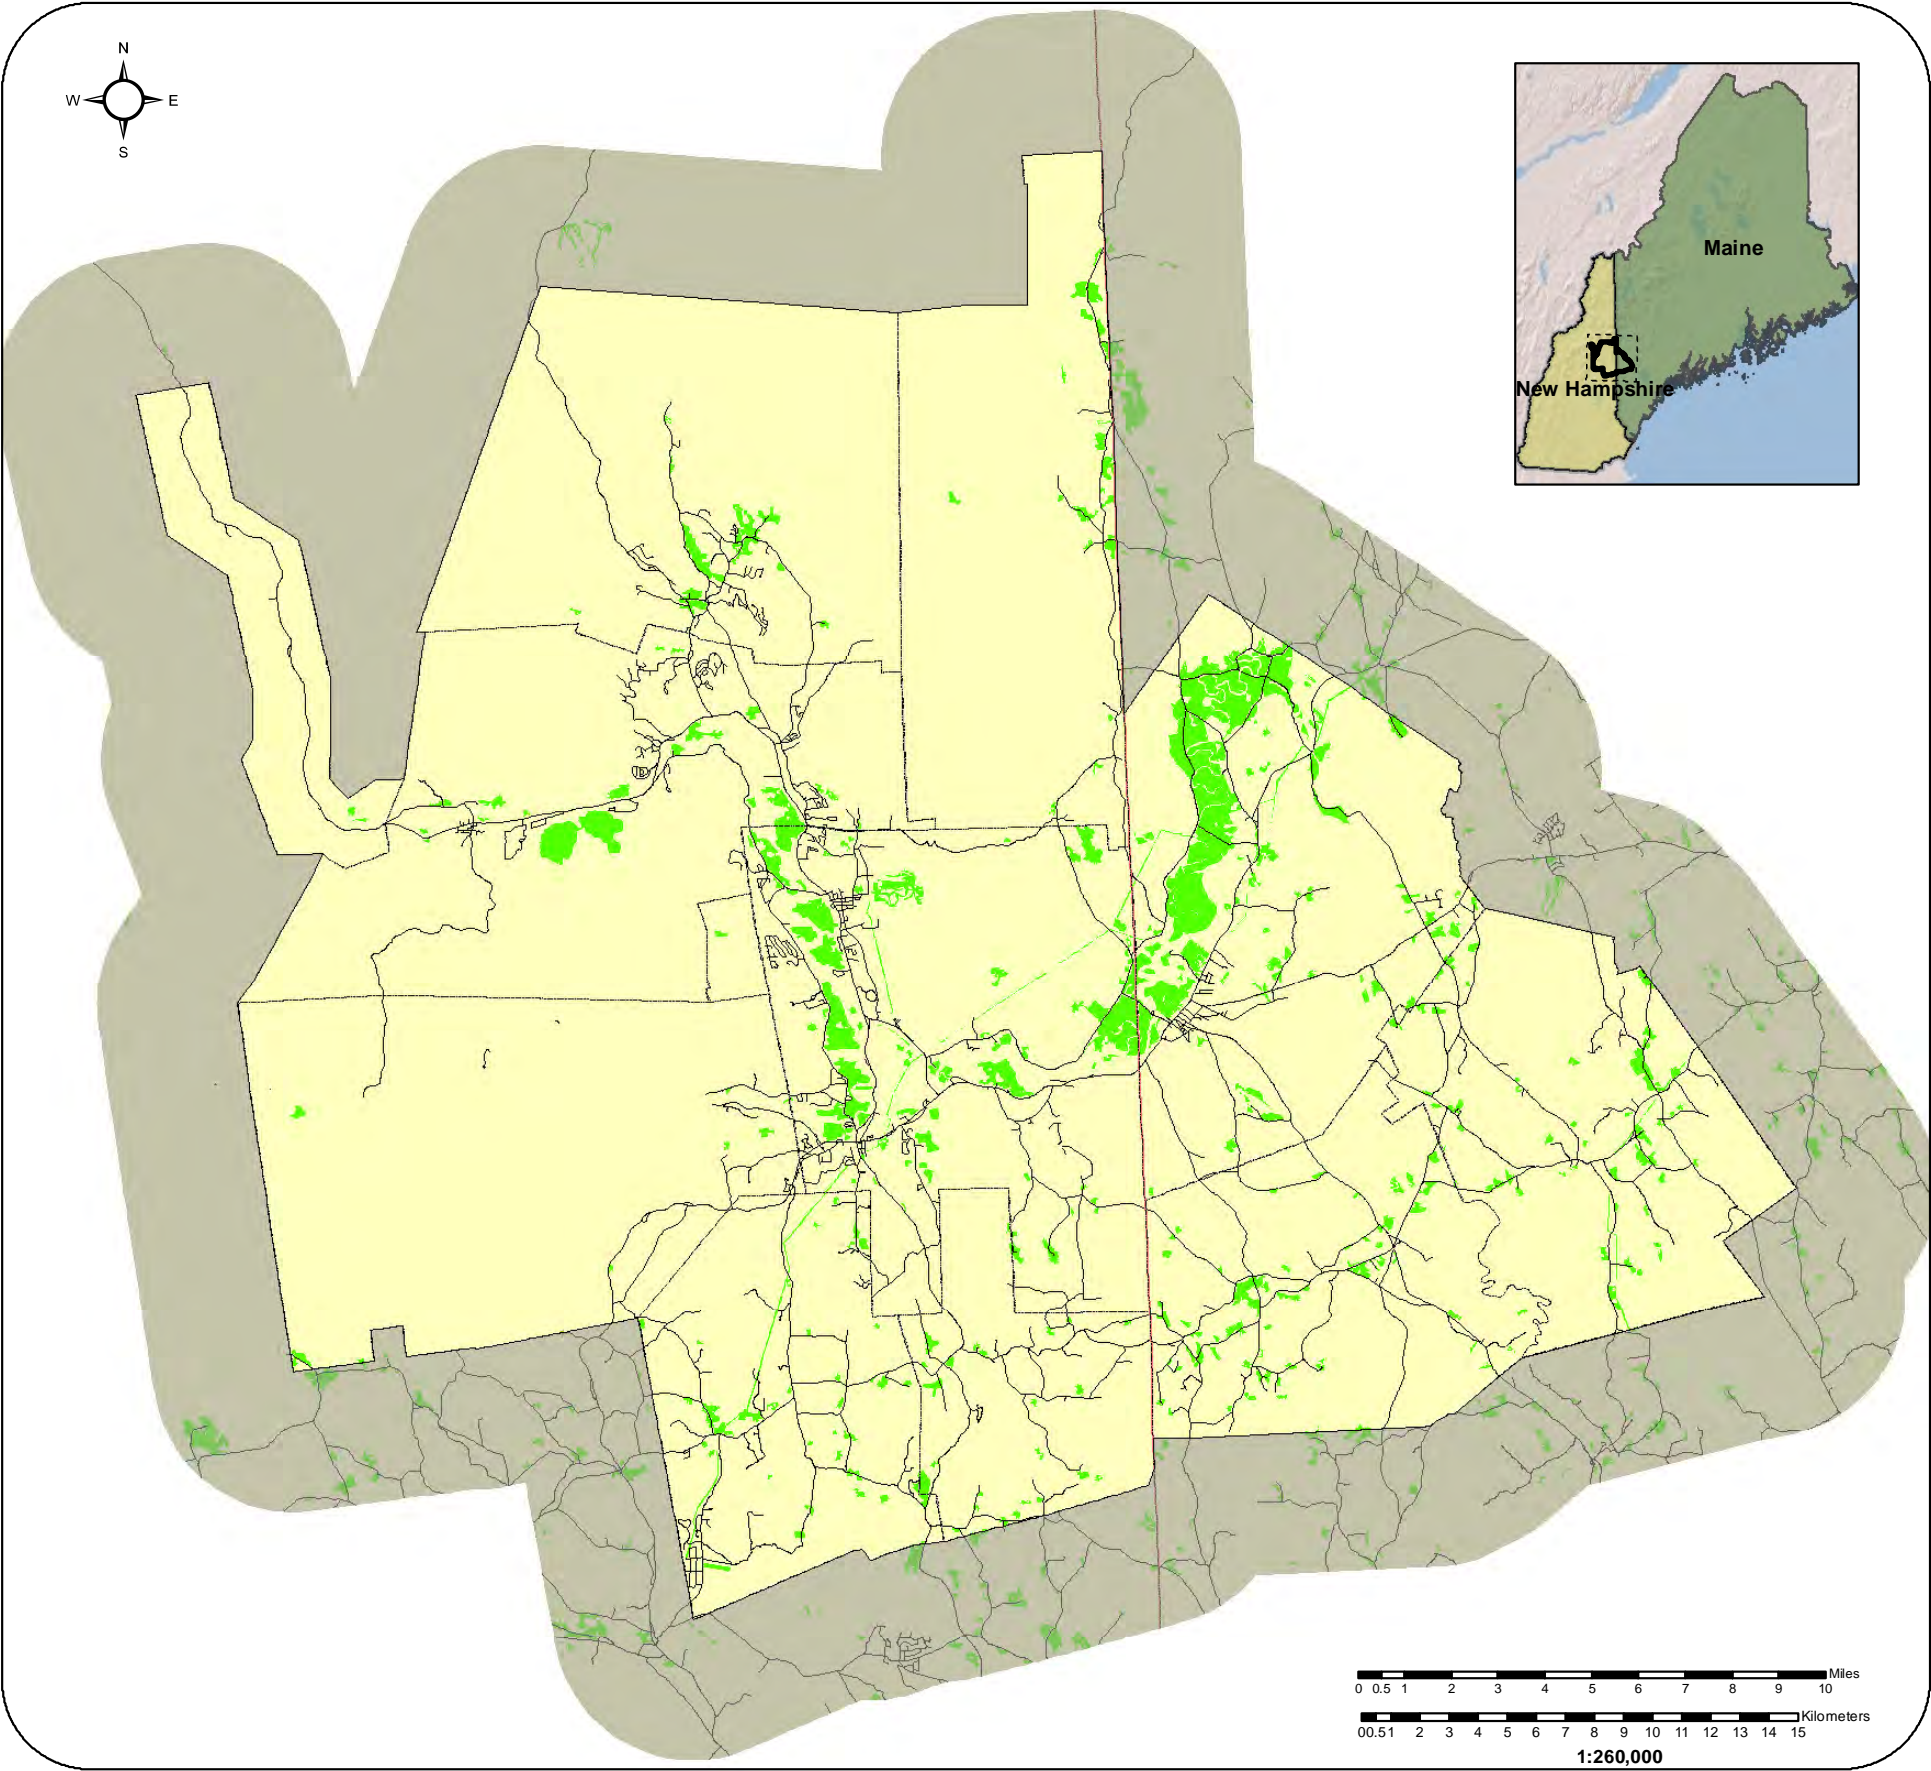 N
W E
S
Maine
New Hampshire
Miles
0 0.5 1 2 3 4 5 6 7 8 9 10
Kilometers
00.51 2 3 4 5 6 7 8 9 10 11 12 13 14 15
1:260,000